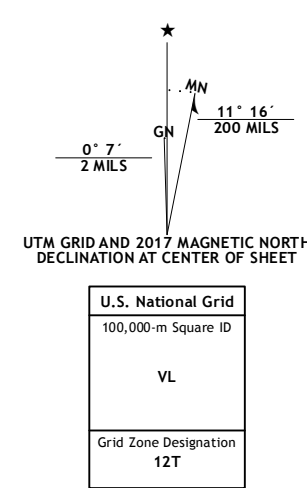 ★
MN
GN
11° 16´
200 MILS
0° 7´
2 MILS
UTM GRID AND 2017 MAGNETIC NORTH
DECLINATION AT CENTER OF SHEET
U.S. National Grid
100,000-m Square ID
VL
Grid Zone Designation
12T